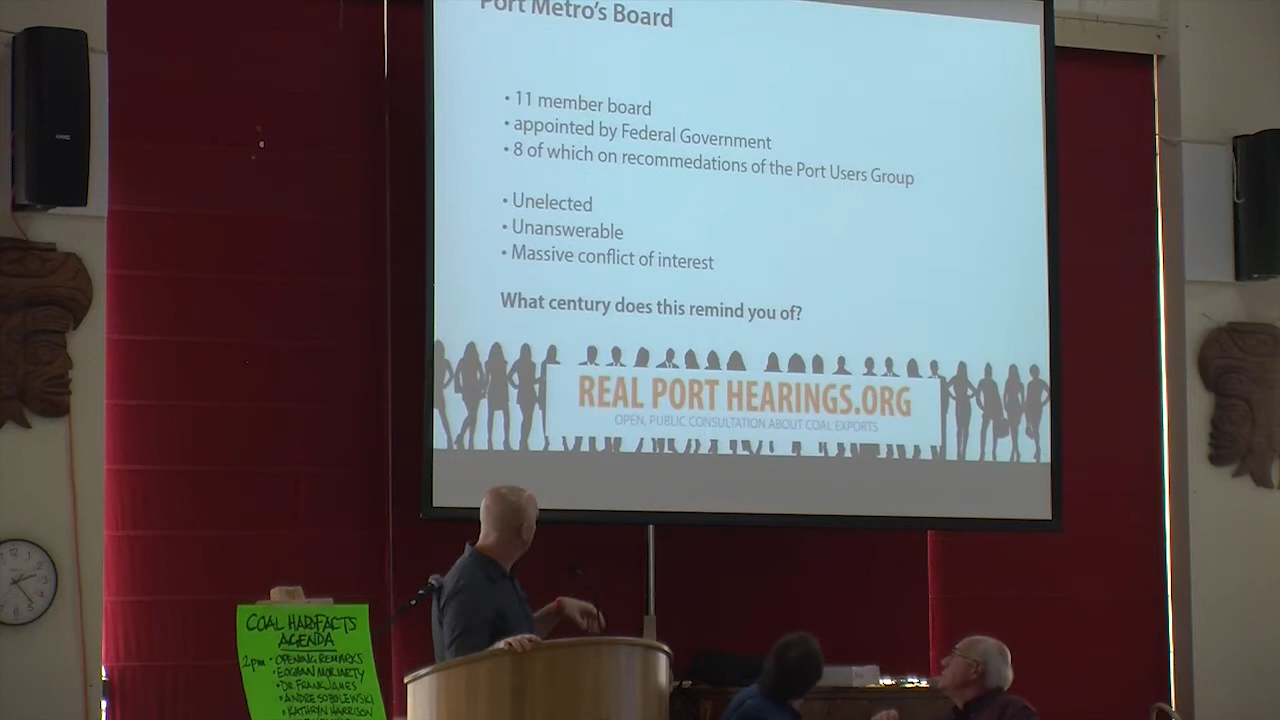 Port Metro's Board
• 11 member board
• appointed by Federal Government
• 8 of which on recommedations of the Port Users Group
• Unelected
• Unanswerable
• Massive conflict of interest
What century does this remind you of?
REAL PORT HEARINGS.ORG
OPEN, PUBLIC CONSULTATION ABOUT COAL EXPORTS
COAL HARDFACTS
AGENDA
2pm - OPENING REMARKS
• EOGHAN MORIARTY
• DR. FRANK JAMES
• ANDRE SOBOLEWSKI
• KATHRYN HARRISON